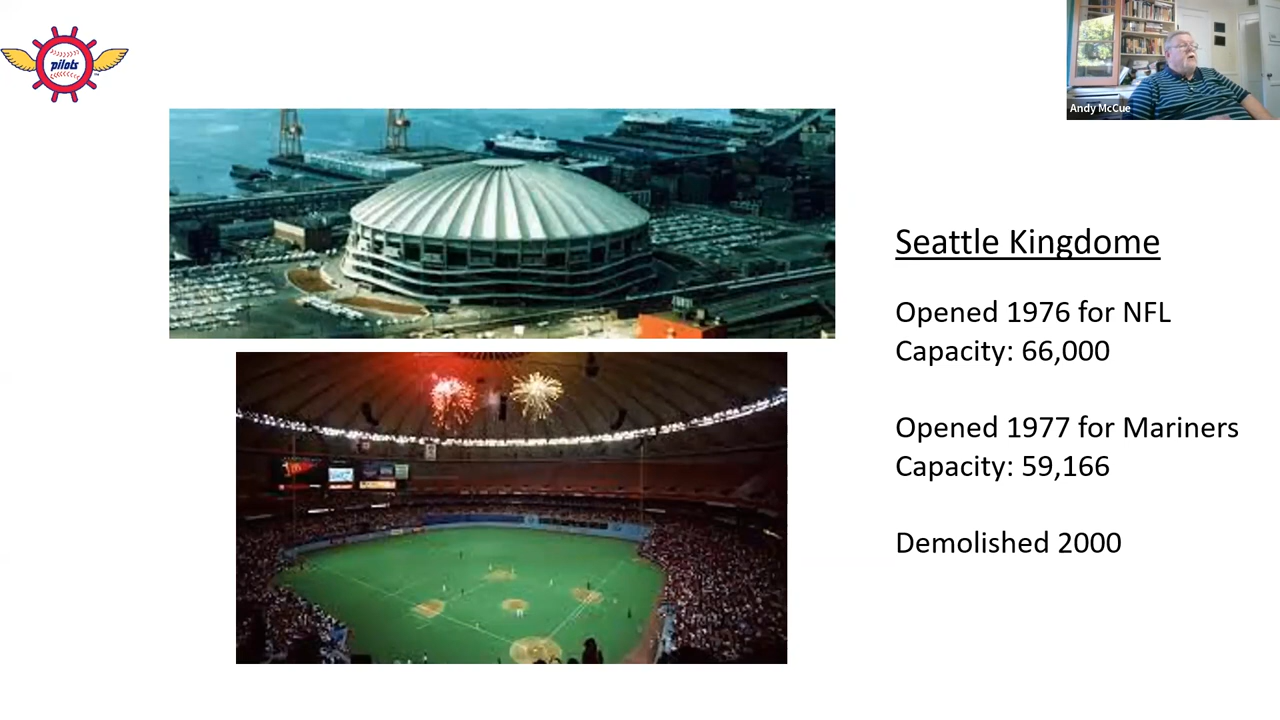 pilots
Andy McCue
Seattle Kingdome
Opened 1976 for NFL
Capacity: 66,000
Opened 1977 for Mariners
Capacity: 59,166
Demolished 2000